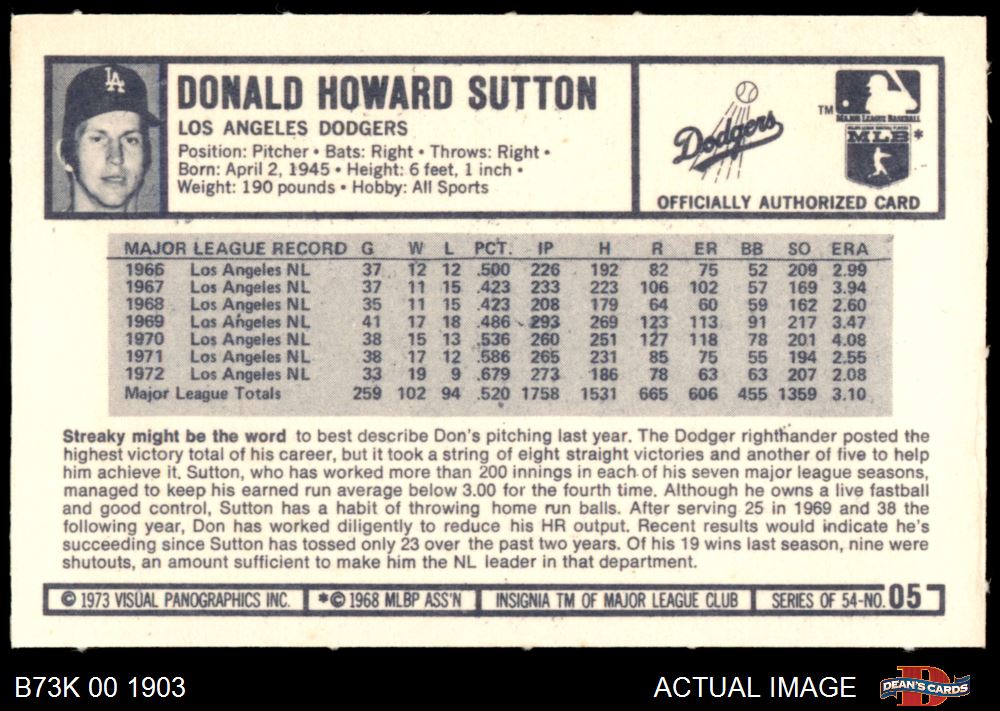 LA
DONALD HOWARD SUTTON
LOS ANGELES DODGERS
Position: Pitcher • Bats: Right • Throws: Right •
Born: April 2, 1945 • Height: 6 feet, 1 inch •
Weight: 190 pounds • Hobby: All Sports
Dodgers
TM
MAJOR LEAGUE BASEBALL
MAJOR LEAGUE BASEBALL PLAYERS
MLB*
OFFICIALLY AUTHORIZED CARD
MAJOR LEAGUE RECORD G W L PCT. IP H R ER BB SO ERA
1966 Los Angeles NL 37 12 12 .500 226 192 82 75 52 209 2.99
1967 Los Angeles NL 37 11 15 .423 233 223 106 102 57 169 3.94
1968 Los Angeles NL 35 11 15 .423 208 179 64 60 59 162 2.60
1969 Los Angeles NL 41 17 18 .486 293 269 123 113 91 217 3.47
1970 Los Angeles NL 38 15 13 .536 260 251 127 118 78 201 4.08
1971 Los Angeles NL 38 17 12 .586 265 231 85 75 55 194 2.55
1972 Los Angeles NL 33 19 9 .679 273 186 78 63 63 207 2.08
Major League Totals 259 102 94 .520 1758 1531 665 606 455 1359 3.10
Streaky might be the word to best describe Don's pitching last year. The Dodger righthander posted the
highest victory total of his career, but it took a string of eight straight victories and another of five to help
him achieve it. Sutton, who has worked more than 200 innings in each of his seven major league seasons,
managed to keep his earned run average below 3.00 for the fourth time. Although he owns a live fastball
and good control, Sutton has a habit of throwing home run balls. After serving 25 in 1969 and 38 the
following year, Don has worked diligently to reduce his HR output. Recent results would indicate he's
succeeding since Sutton has tossed only 23 over the past two years. Of his 19 wins last season, nine were
shutouts, an amount sufficient to make him the NL leader in that department.
© 1973 VISUAL PANOGRAPHICS INC. *© 1968 MLBP ASS'N INSIGNIA TM OF MAJOR LEAGUE CLUB SERIES OF 54-NO. 05
B73K 00 1903
ACTUAL IMAGE
D
DEAN'S CARDS